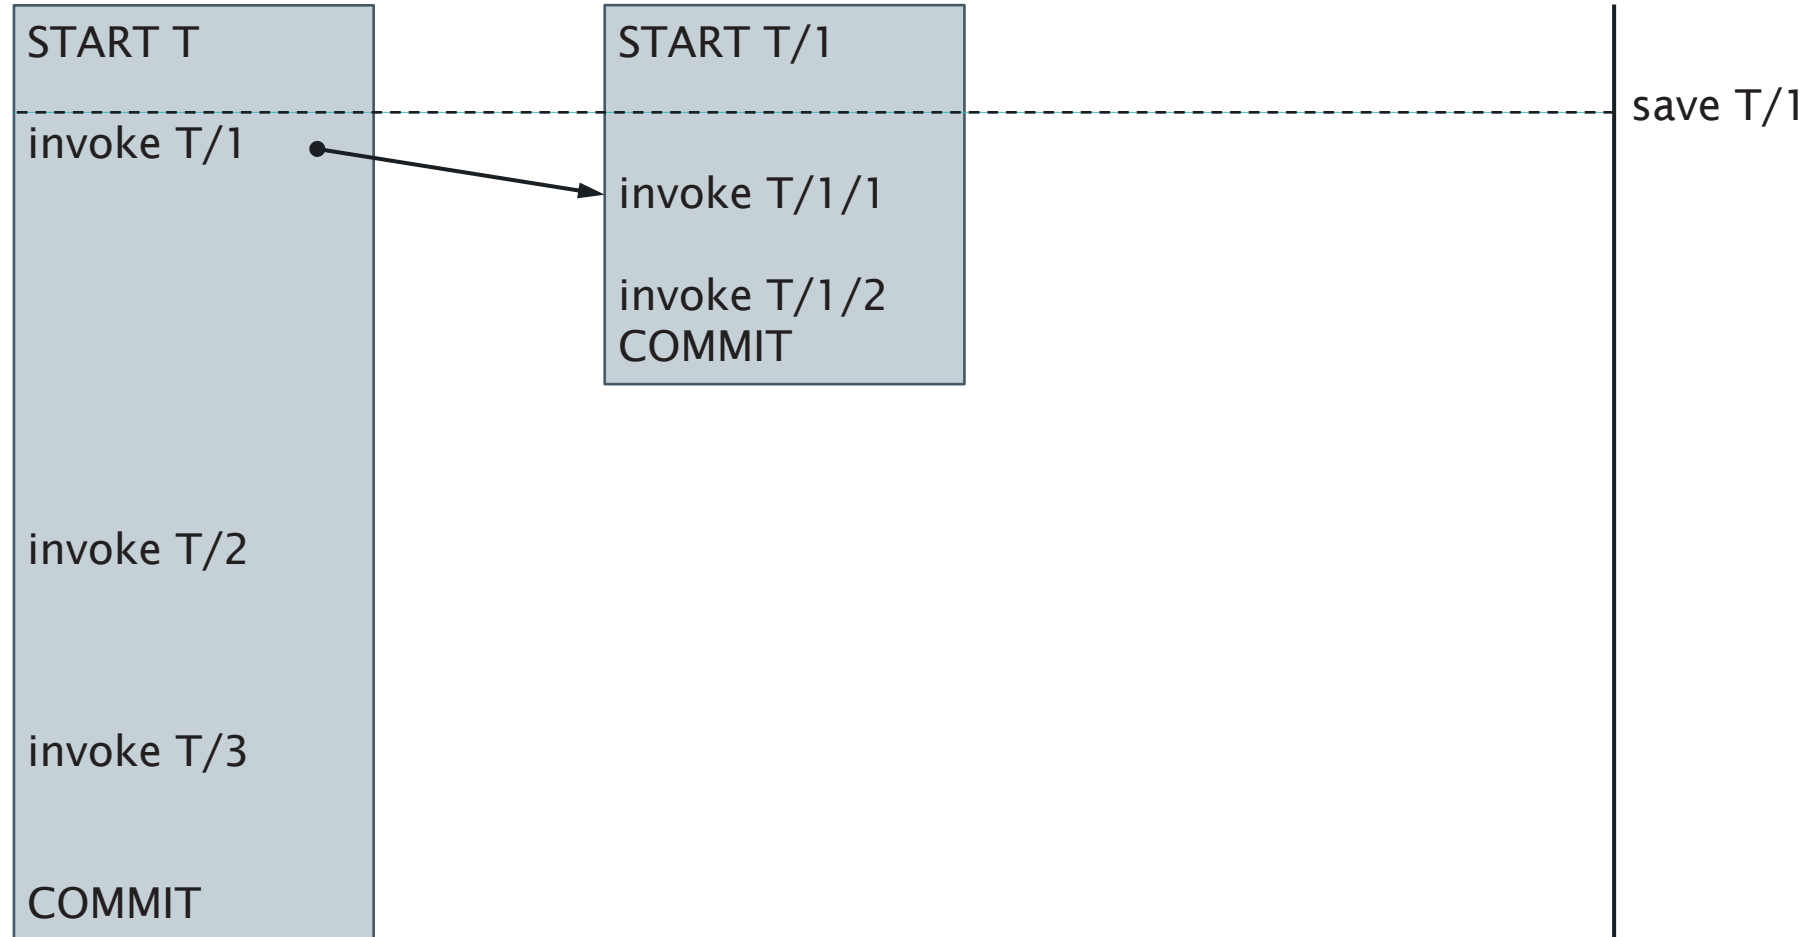 START T
invoke T/1
invoke T/2
invoke T/3
COMMIT
START T/1
invoke T/1/1
invoke T/1/2
COMMIT
save T/1